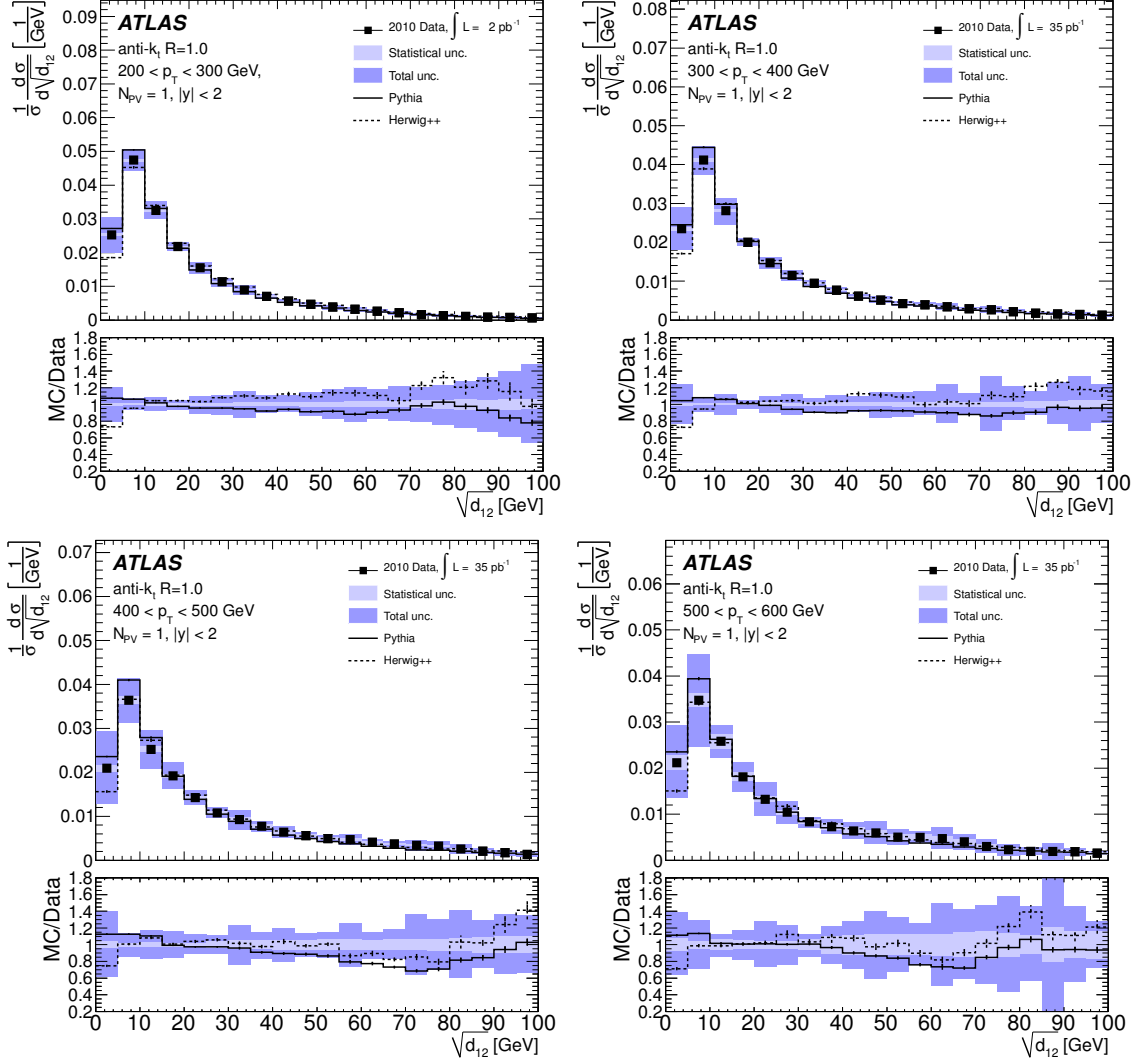 ATLAS
anti-k_t R=1.0
200 < p_T < 300 GeV,
N_PV = 1, |y| < 2
2010 Data, ∫ L = 2 pb⁻¹
Statistical unc.
Total unc.
Pythia
Herwig++
1/σ dσ/d√d₁₂ [1/GeV]
0.09
0.08
0.07
0.06
0.05
0.04
0.03
0.02
0.01
0
MC/Data
1.8
1.6
1.4
1.2
1
0.8
0.6
0.4
0.2
0 10 20 30 40 50 60 70 80 90 100
√d₁₂ [GeV]
ATLAS
anti-k_t R=1.0
300 < p_T < 400 GeV
N_PV = 1, |y| < 2
2010 Data, ∫ L = 35 pb⁻¹
Statistical unc.
Total unc.
Pythia
Herwig++
1/σ dσ/d√d₁₂ [1/GeV]
0.08
0.07
0.06
0.05
0.04
0.03
0.02
0.01
0
MC/Data
1.8
1.6
1.4
1.2
1
0.8
0.6
0.4
0.2
0 10 20 30 40 50 60 70 80 90 100
√d₁₂ [GeV]
ATLAS
anti-k_t R=1.0
400 < p_T < 500 GeV
N_PV = 1, |y| < 2
2010 Data, ∫ L = 35 pb⁻¹
Statistical unc.
Total unc.
Pythia
Herwig++
1/σ dσ/d√d₁₂ [1/GeV]
0.07
0.06
0.05
0.04
0.03
0.02
0.01
0
MC/Data
1.8
1.6
1.4
1.2
1
0.8
0.6
0.4
0.2
0 10 20 30 40 50 60 70 80 90 100
√d₁₂ [GeV]
ATLAS
anti-k_t R=1.0
500 < p_T < 600 GeV
N_PV = 1, |y| < 2
2010 Data, ∫ L = 35 pb⁻¹
Statistical unc.
Total unc.
Pythia
Herwig++
1/σ dσ/d√d₁₂ [1/GeV]
0.06
0.05
0.04
0.03
0.02
0.01
0
MC/Data
1.8
1.6
1.4
1.2
1
0.8
0.6
0.4
0.2
0 10 20 30 40 50 60 70 80 90 100
√d₁₂ [GeV]